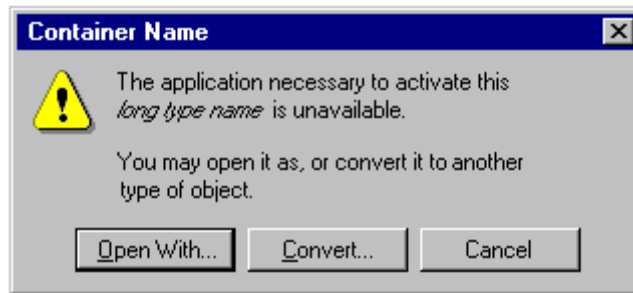 Container Name
The application necessary to activate this
long type name is unavailable.
You may open it as, or convert it to another
type of object.
Open With... Convert... Cancel